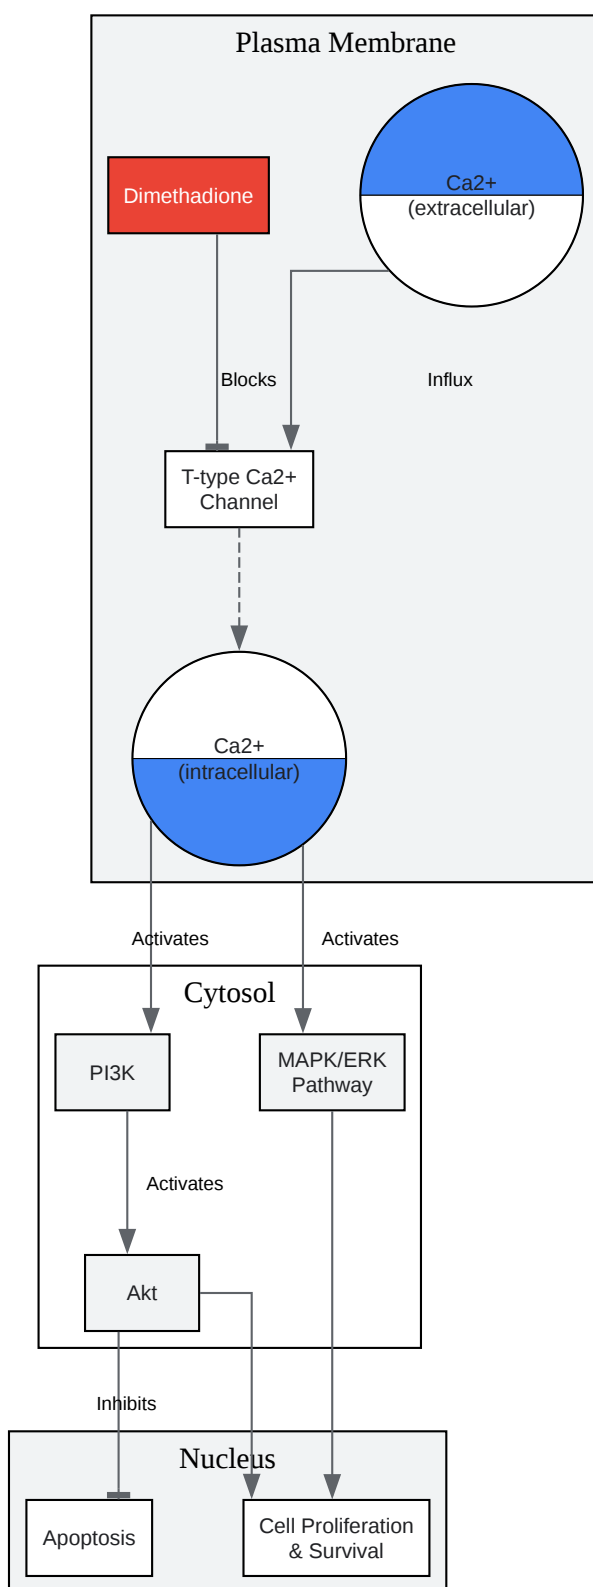 Plasma Membrane
Dimethadione
Ca2+
(extracellular)
Blocks
Influx
T-type Ca2+
Channel
Ca2+
(intracellular)
Activates
Activates
Cytosol
PI3K
MAPK/ERK
Pathway
Activates
Akt
Inhibits
Nucleus
Apoptosis
Cell Proliferation
& Survival